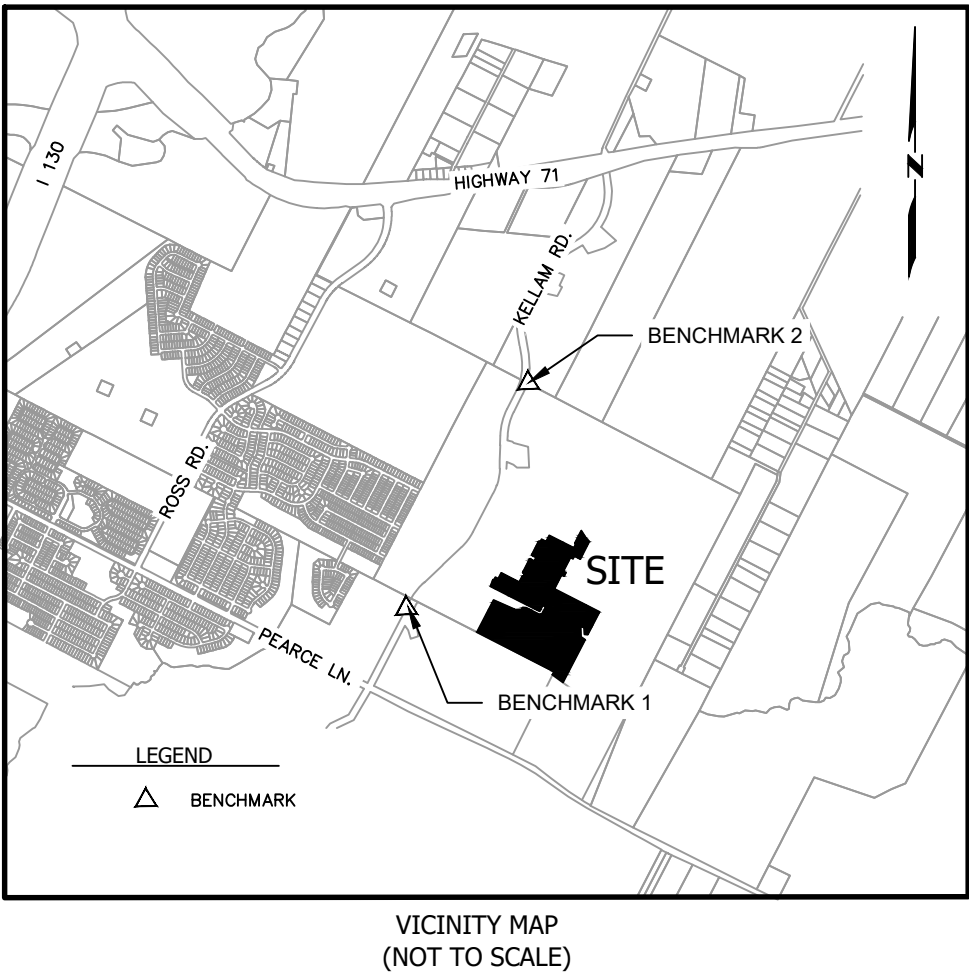 I 130
HIGHWAY 71
N
KELLAM RD.
BENCHMARK 2
ROSS RD.
SITE
PEARCE LN.
BENCHMARK 1
LEGEND
BENCHMARK
VICINITY MAP
(NOT TO SCALE)